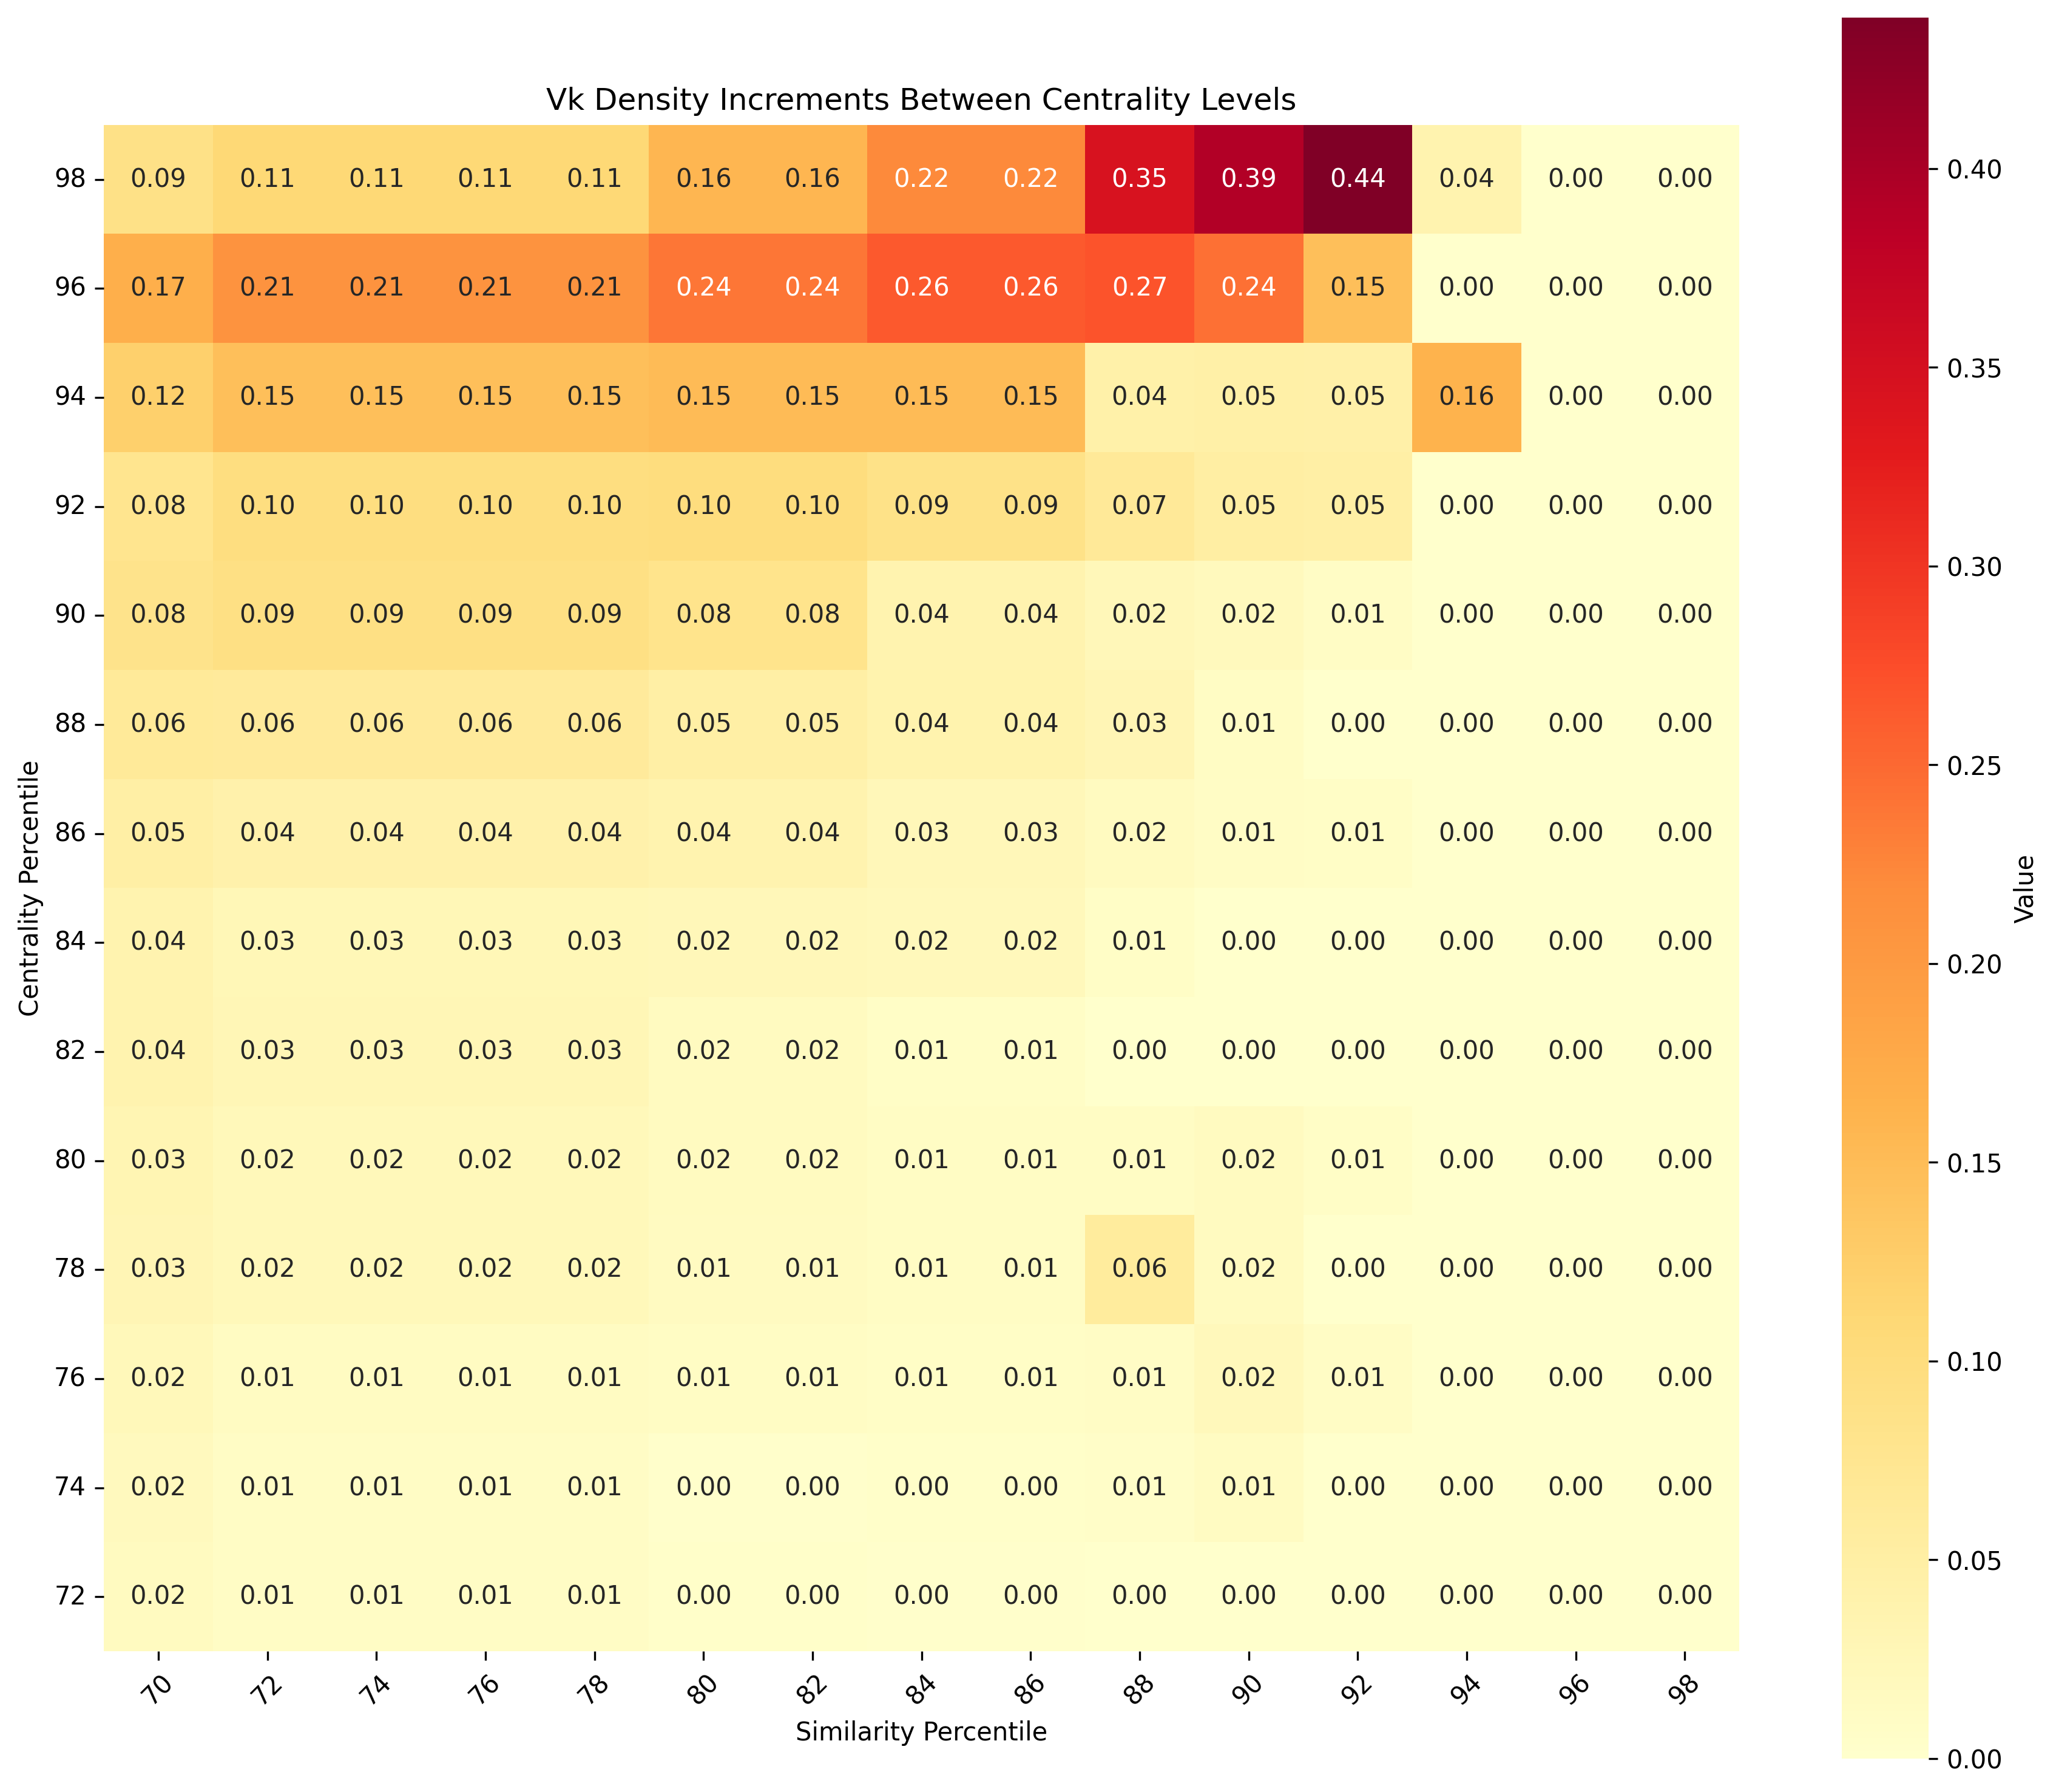 Vk Density Increments Between Centrality Levels
98 0.09 0.11 0.11 0.11 0.11 0.16 0.16 0.22 0.22 0.35 0.39 0.44 0.04 0.00 0.00
96 0.17 0.21 0.21 0.21 0.21 0.24 0.24 0.26 0.26 0.27 0.24 0.15 0.00 0.00 0.00
94 0.12 0.15 0.15 0.15 0.15 0.15 0.15 0.15 0.15 0.04 0.05 0.05 0.16 0.00 0.00
92 0.08 0.10 0.10 0.10 0.10 0.10 0.10 0.09 0.09 0.07 0.05 0.05 0.00 0.00 0.00
90 0.08 0.09 0.09 0.09 0.09 0.08 0.08 0.04 0.04 0.02 0.02 0.01 0.00 0.00 0.00
88 0.06 0.06 0.06 0.06 0.06 0.05 0.05 0.04 0.04 0.03 0.01 0.00 0.00 0.00 0.00
86 0.05 0.04 0.04 0.04 0.04 0.04 0.04 0.03 0.03 0.02 0.01 0.01 0.00 0.00 0.00
84 0.04 0.03 0.03 0.03 0.03 0.02 0.02 0.02 0.02 0.01 0.00 0.00 0.00 0.00 0.00
82 0.04 0.03 0.03 0.03 0.03 0.02 0.02 0.01 0.01 0.00 0.00 0.00 0.00 0.00 0.00
80 0.03 0.02 0.02 0.02 0.02 0.02 0.02 0.01 0.01 0.01 0.02 0.01 0.00 0.00 0.00
78 0.03 0.02 0.02 0.02 0.02 0.01 0.01 0.01 0.01 0.06 0.02 0.00 0.00 0.00 0.00
76 0.02 0.01 0.01 0.01 0.01 0.01 0.01 0.01 0.01 0.01 0.02 0.01 0.00 0.00 0.00
74 0.02 0.01 0.01 0.01 0.01 0.00 0.00 0.00 0.00 0.01 0.01 0.00 0.00 0.00 0.00
72 0.02 0.01 0.01 0.01 0.01 0.00 0.00 0.00 0.00 0.00 0.00 0.00 0.00 0.00 0.00
70 72 74 76 78 80 82 84 86 88 90 92 94 96 98
Similarity Percentile
Centrality Percentile
0.40
0.35
0.30
0.25
0.20
0.15
0.10
0.05
0.00
Value